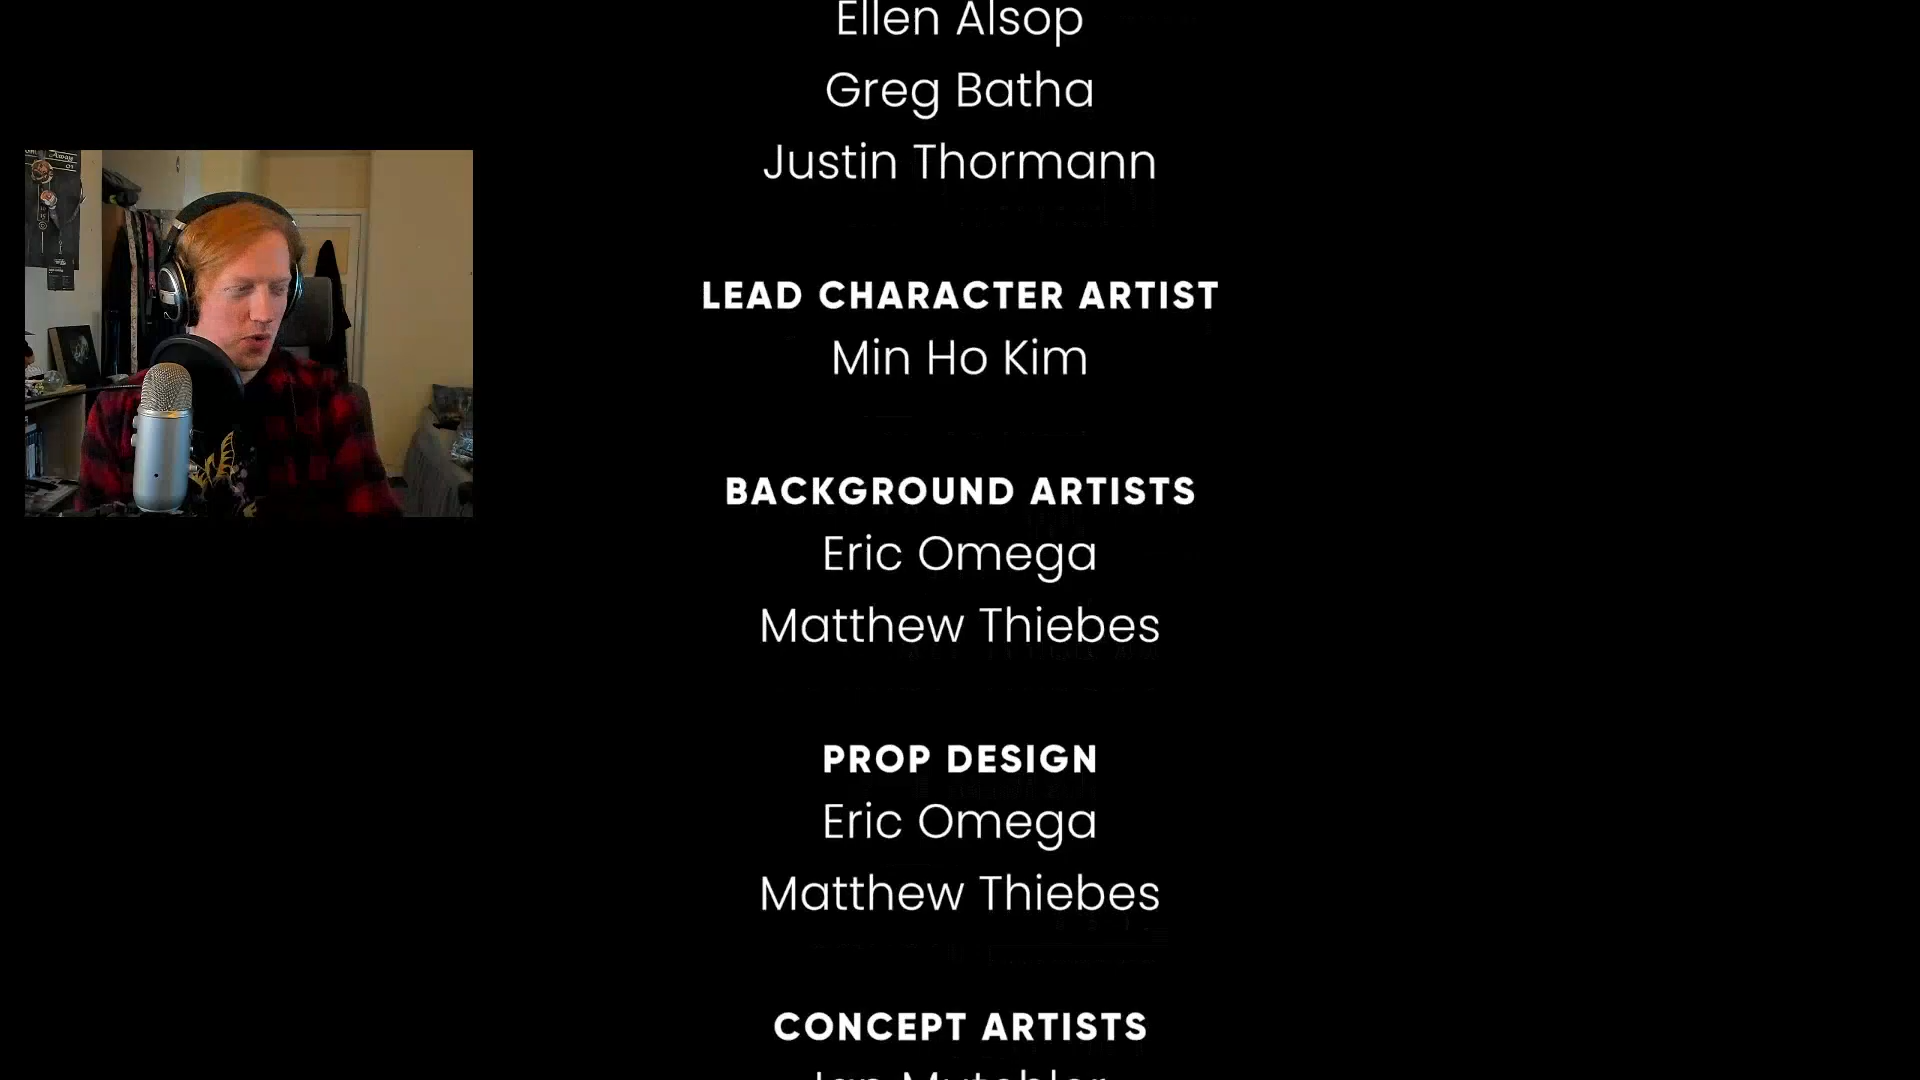 Ellen Alsop
Greg Batha
Justin Thormann
LEAD CHARACTER ARTIST
Min Ho Kim
BACKGROUND ARTISTS
Eric Omega
Matthew Thiebes
PROP DESIGN
Eric Omega
Matthew Thiebes
CONCEPT ARTISTS